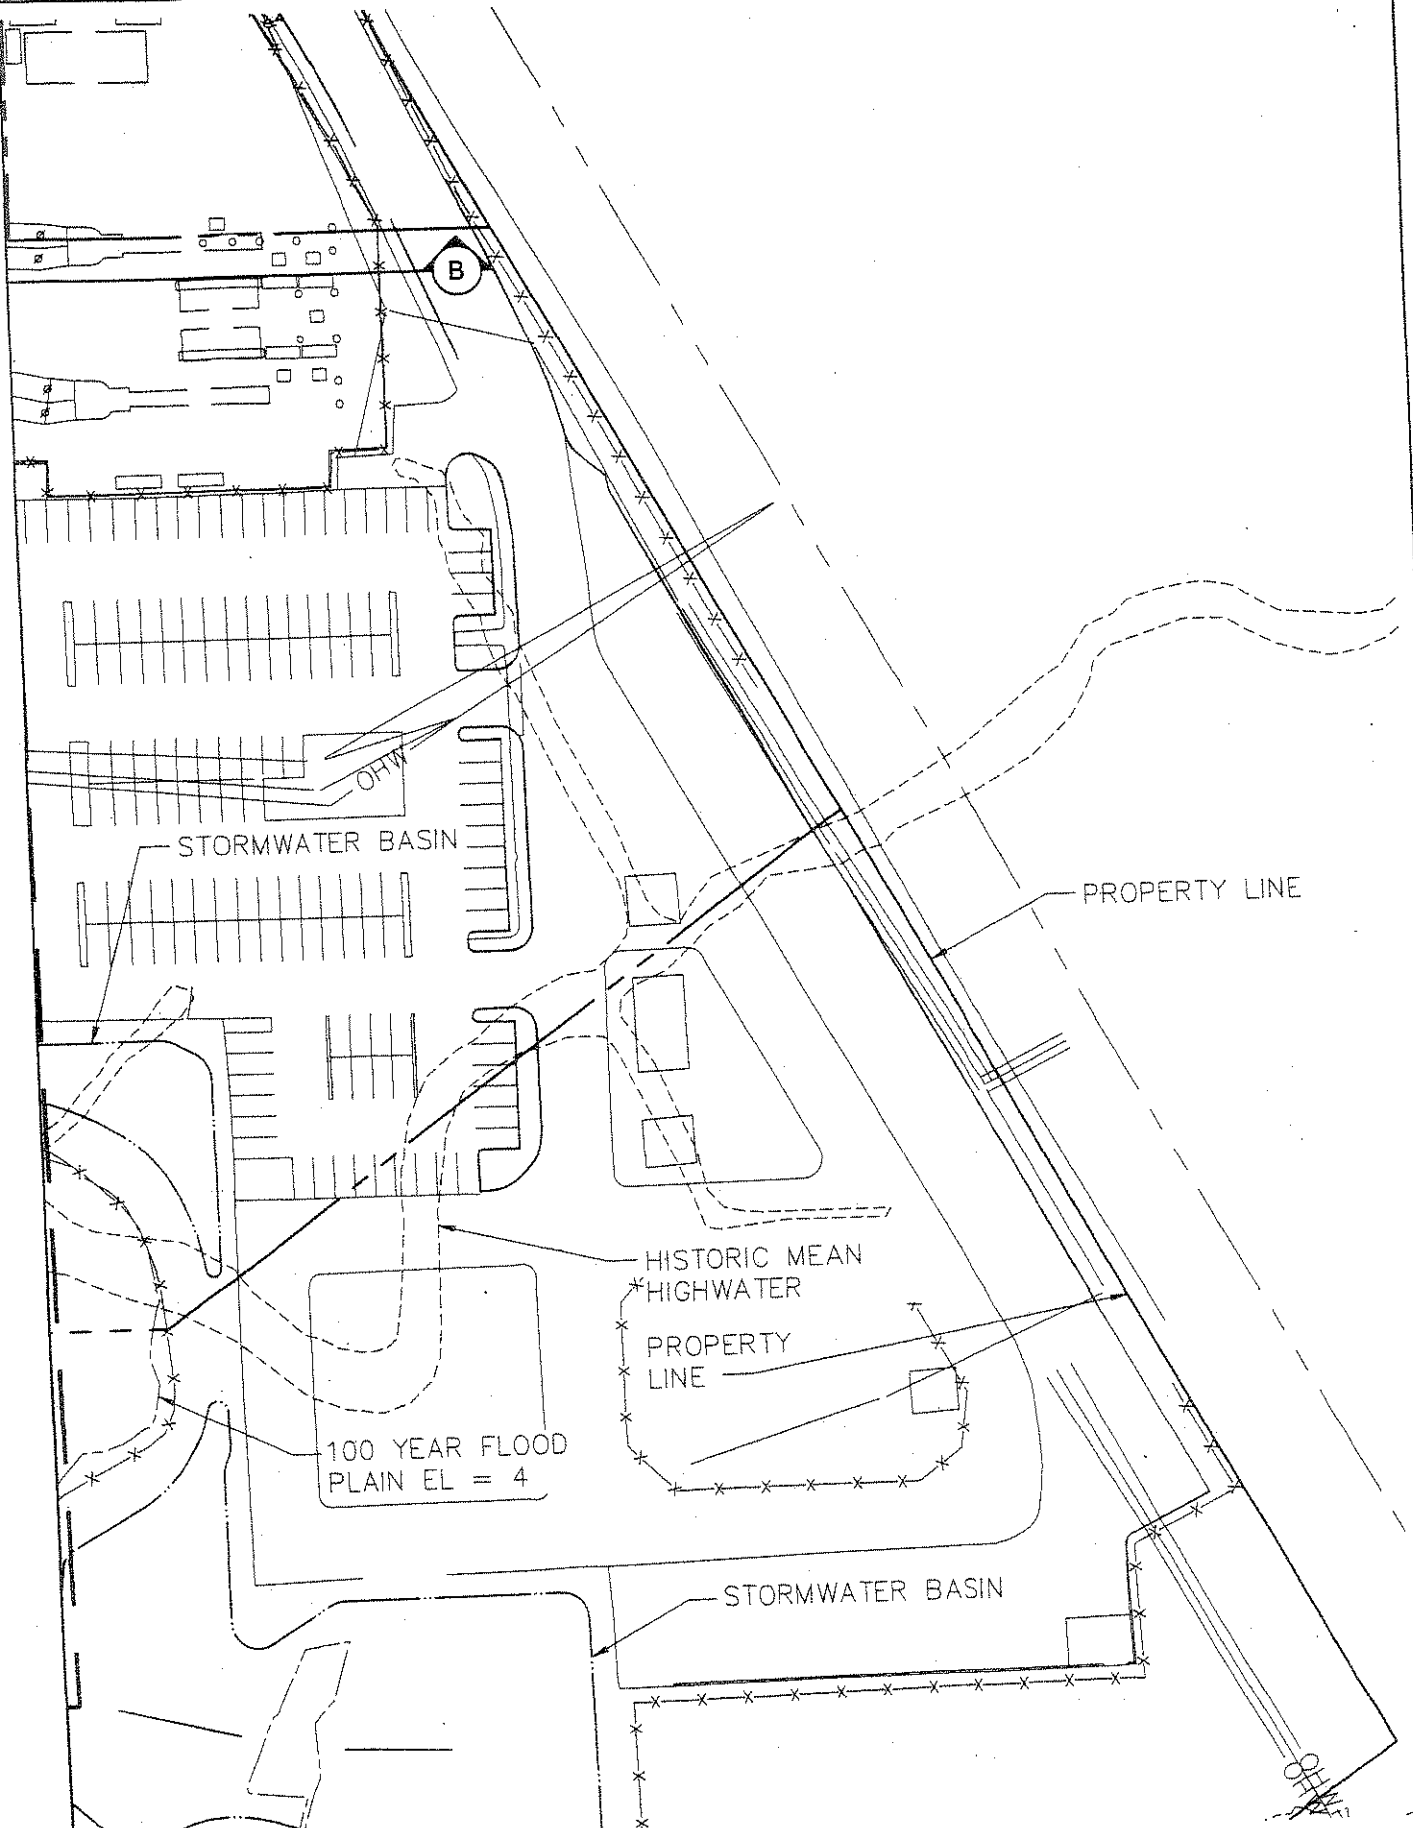 B
OHW
STORMWATER BASIN
PROPERTY LINE
HISTORIC MEAN
HIGHWATER
PROPERTY
LINE
100 YEAR FLOOD
PLAIN EL = 4
STORMWATER BASIN
OHW